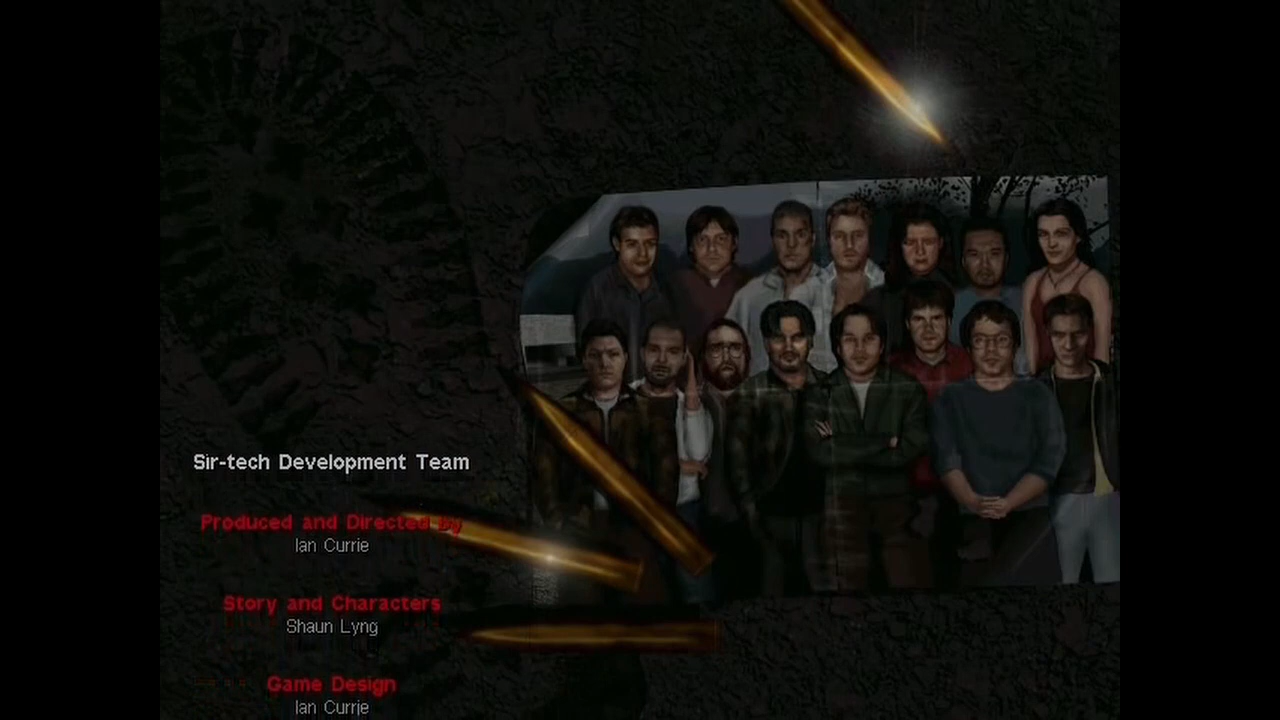 Sir-tech Development Team
Produced and Directed by
Ian Currie
Story and Characters
Shaun Lyng
Game Design
Ian Currie